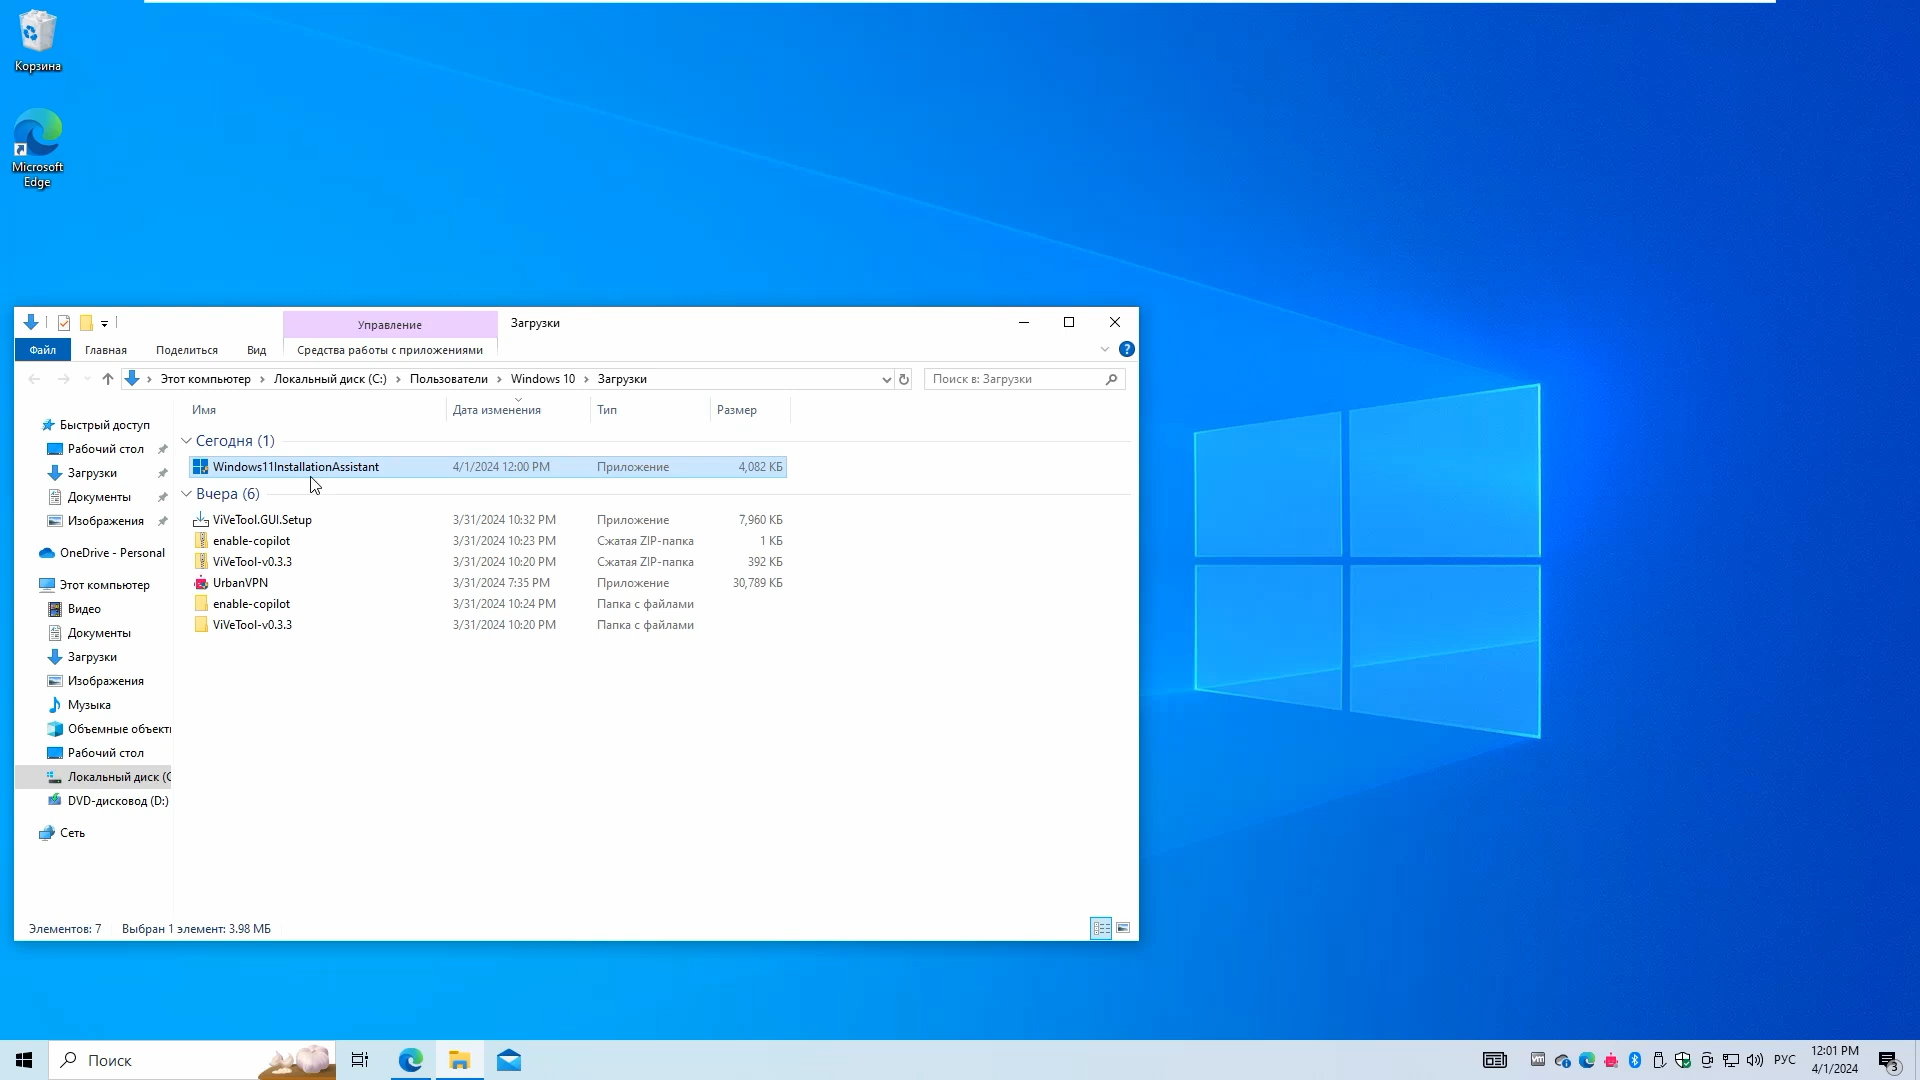 Корзина
Microsoft
Edge
Управление
Загрузки
Файл
Главная
Поделиться
Вид
Средства работы с приложениями
?
Этот компьютер
Локальный диск (C:)
Пользователи
Windows 10
Загрузки
Поиск в: Загрузки
Имя
Дата изменения
Тип
Размер
Быстрый доступ
Рабочий стол
Загрузки
Документы
Изображения
OneDrive - Personal
Этот компьютер
Видео
Документы
Загрузки
Изображения
Музыка
Объемные объект
Рабочий стол
Локальный диск (C
DVD-дисковод (D:)
Сеть
Сегодня (1)
Windows11InstallationAssistant 4/1/2024 12:00 PM Приложение 4,082 КБ
Вчера (6)
ViVeTool.GUI.Setup 3/31/2024 10:32 PM Приложение 7,960 КБ
enable-copilot 3/31/2024 10:23 PM Сжатая ZIP-папка 1 КБ
ViVeTool-v0.3.3 3/31/2024 10:20 PM Сжатая ZIP-папка 392 КБ
UrbanVPN 3/31/2024 7:35 PM Приложение 30,789 КБ
enable-copilot 3/31/2024 10:24 PM Папка с файлами
ViVeTool-v0.3.3 3/31/2024 10:20 PM Папка с файлами
Элементов: 7
Выбран 1 элемент: 3.98 МБ
Поиск
vm
РУС
12:01 PM
4/1/2024
3